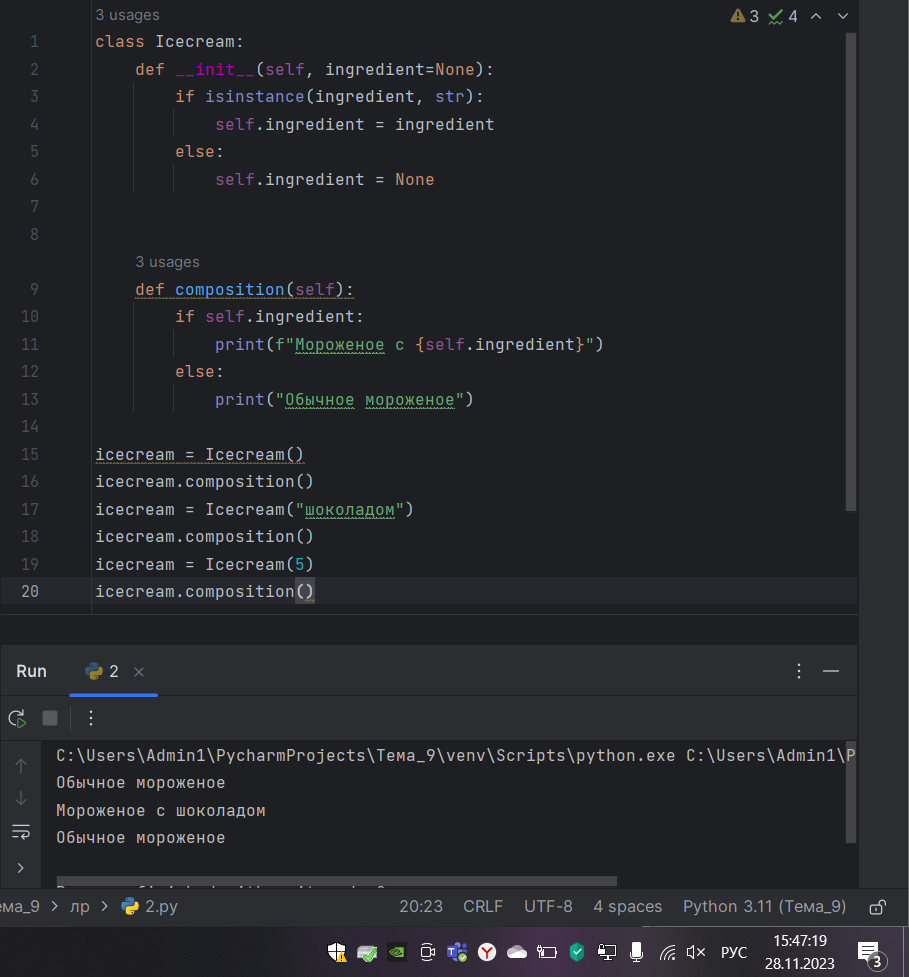 3 usages
3 4
1 class Icecream:
2 def __init__(self, ingredient=None):
3 if isinstance(ingredient, str):
4 self.ingredient = ingredient
5 else:
6 self.ingredient = None
7
8
3 usages
9 def composition(self):
10 if self.ingredient:
11 print(f"Мороженое с {self.ingredient}")
12 else:
13 print("Обычное мороженое")
14
15 icecream = Icecream()
16 icecream.composition()
17 icecream = Icecream("шоколадом")
18 icecream.composition()
19 icecream = Icecream(5)
20 icecream.composition()
Run 2
C:\Users\Admin1\PycharmProjects\Тема_9\venv\Scripts\python.exe C:\Users\Admin1\P
Обычное мороженое
Мороженое с шоколадом
Обычное мороженое
ема_9 > лр > 2.py 20:23 CRLF UTF-8 4 spaces Python 3.11 (Тема_9)
РУС 15:47:19
28.11.2023 3